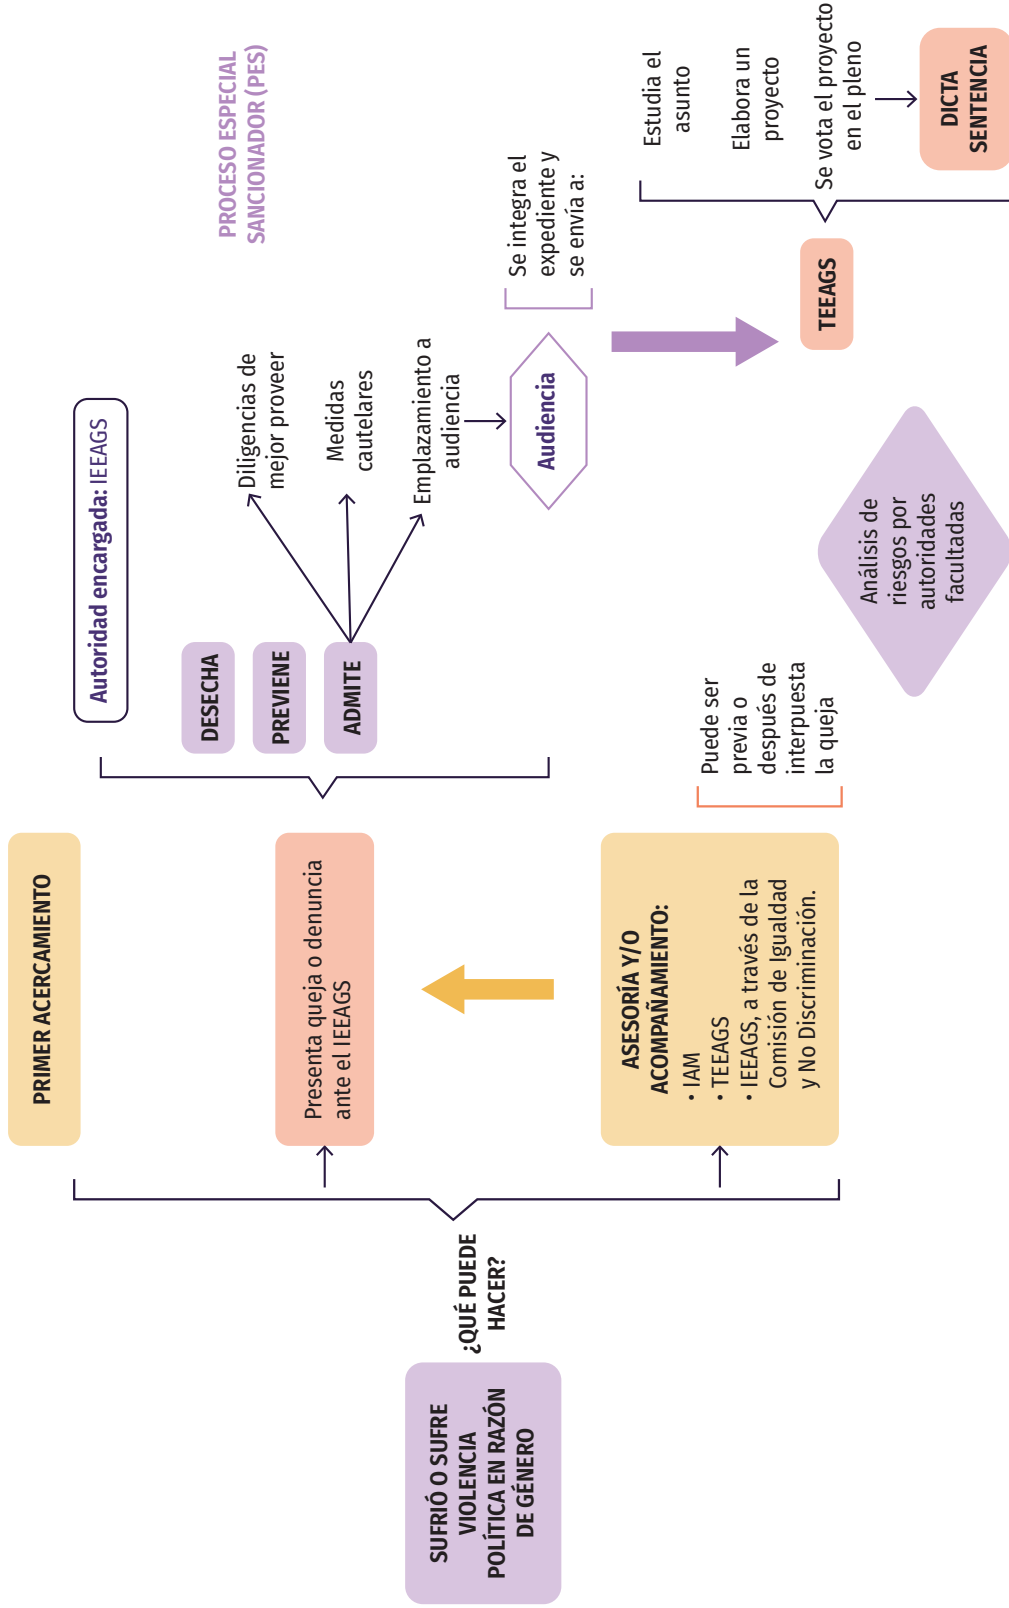 SUFRIÓ O SUFRE
VIOLENCIA
POLÍTICA EN RAZÓN
DE GÉNERO
¿QUÉ PUEDE
HACER?
PRIMER ACERCAMIENTO
Presenta queja o denuncia
ante el IEEAGS
ASESORÍA Y/O
ACOMPAÑAMIENTO:
• IAM
• TEEAGS
• IEEAGS, a través de la
Comisión de Igualdad
y No Discriminación.
Puede ser
previa o
después de
interpuesta
la queja
Autoridad encargada: IEEAGS
DESECHA
PREVIENE
ADMITE
Diligencias de
mejor proveer
Medidas
cautelares
Emplazamiento a
audiencia
Audiencia
PROCESO ESPECIAL
SANCIONADOR (PES)
Se integra el
expediente y
se envía a:
Análisis de
riesgos por
autoridades
facultadas
TEEAGS
Estudia el
asunto
Elabora un
proyecto
Se vota el proyecto
en el pleno
DICTA
SENTENCIA